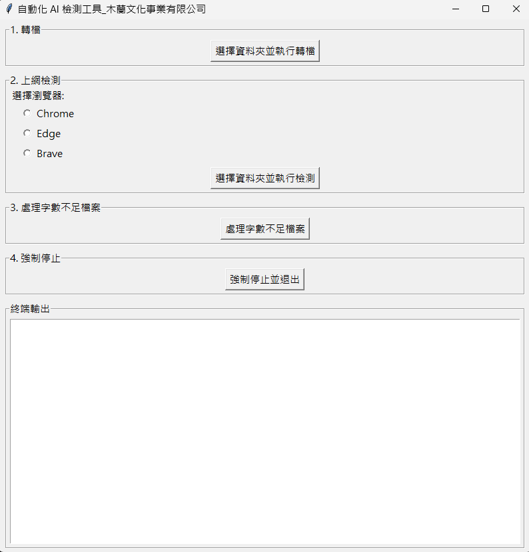 自動化 AI 檢測工具_木蘭文化事業有限公司
1. 轉檔
選擇資料夾並執行轉檔
2. 上網檢測
選擇瀏覽器:
Chrome
Edge
Brave
選擇資料夾並執行檢測
3. 處理字數不足檔案
處理字數不足檔案
4. 強制停止
強制停止並退出
終端輸出